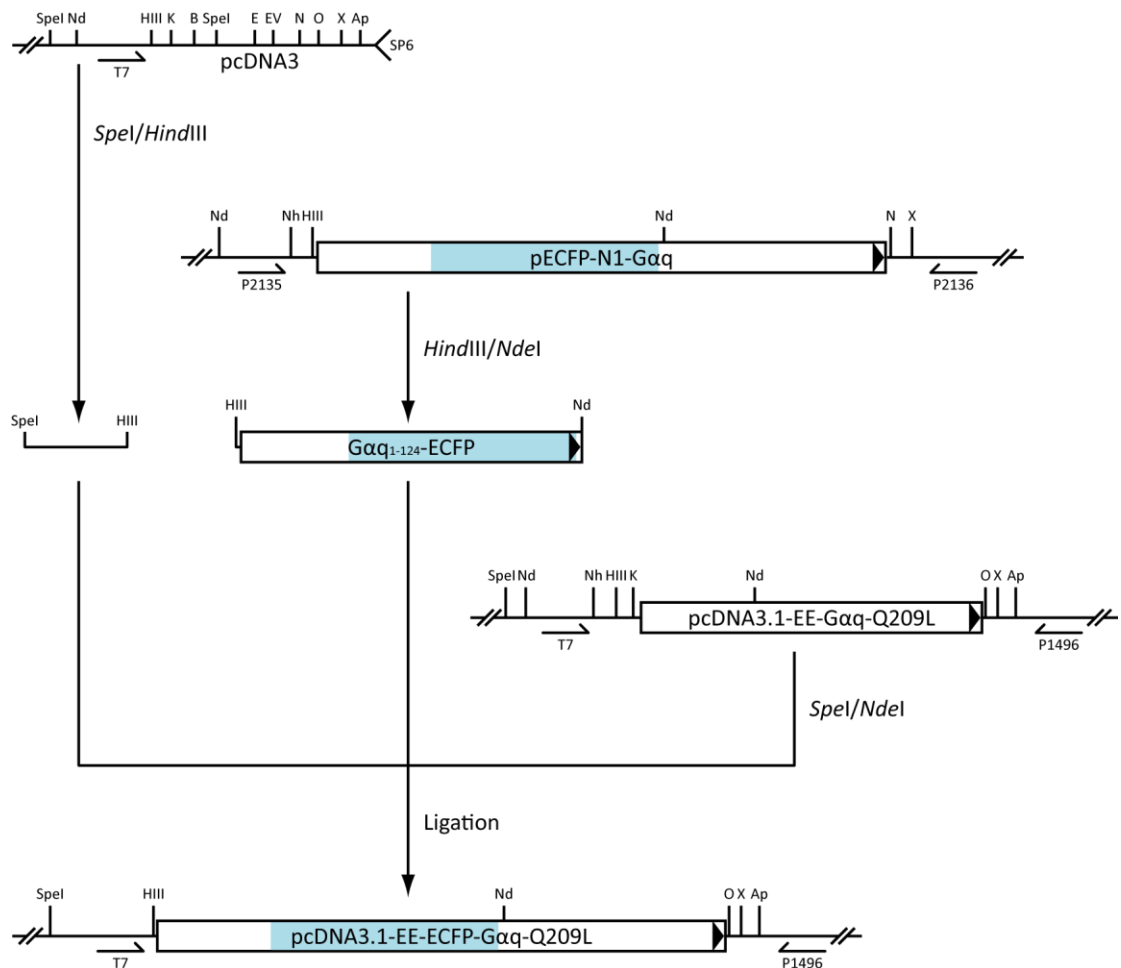 SpeI Nd HIII K B SpeI E EV N O X Ap
SP6
pcDNA3
T7
SpeI/HindIII
Nd Nh HIII Nd N X
pECFP-N1-Gαq
P2135 P2136
HindIII/NdeI
SpeI HIII HIII Nd
Gαq1-124-ECFP
SpeI Nd Nh HIII K Nd O X Ap
pcDNA3.1-EE-Gαq-Q209L
T7 P1496
SpeI/NdeI
Ligation
SpeI HIII Nd O X Ap
pcDNA3.1-EE-ECFP-Gαq-Q209L
T7 P1496